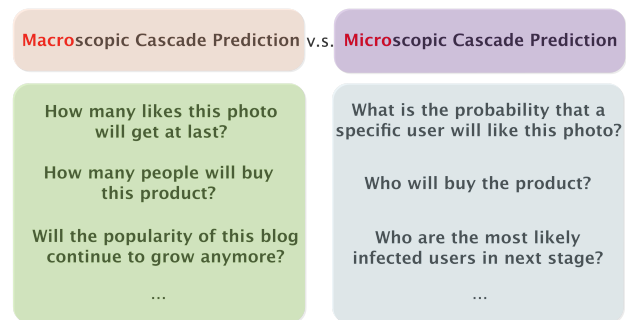 Macroscopic Cascade Prediction v.s. Microscopic Cascade Prediction
How many likes this photo
will get at last?
How many people will buy
this product?
Will the popularity of this blog
continue to grow anymore?
...
What is the probability that a
specific user will like this photo?
Who will buy the product?
Who are the most likely
infected users in next stage?
...